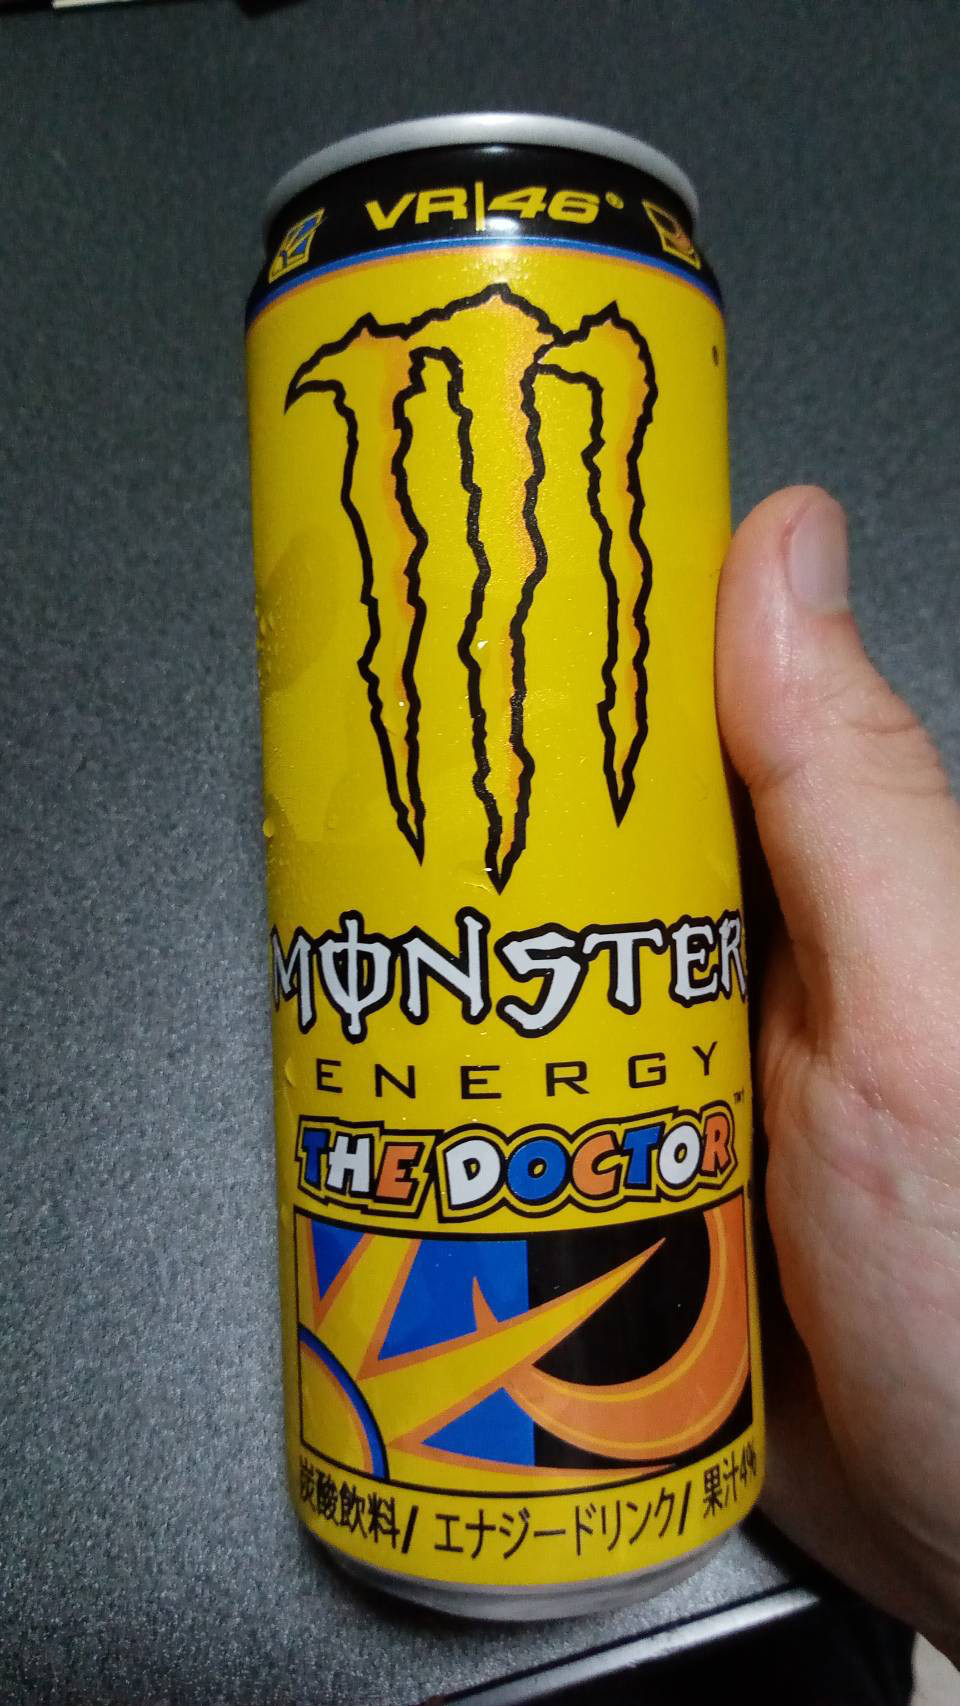 VR|46®
MONSTER
ENERGY
THE DOCTOR™
炭酸飲料/ エナジードリンク/ 果汁4%